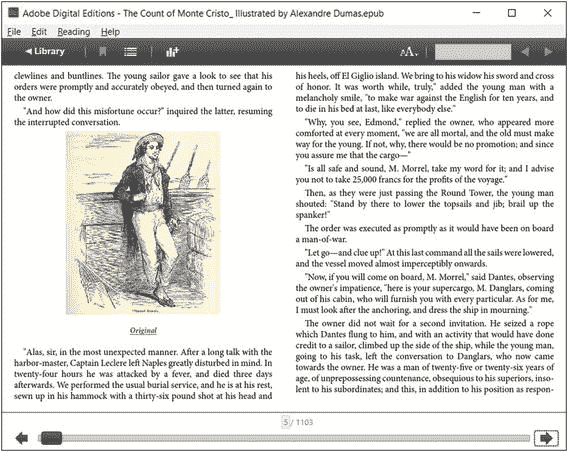 Adobe Digital Editions - The Count of Monte Cristo_ Illustrated by Alexandre Dumas.epub
File Edit Reading Help
Library
AA
clewlines and buntlines. The young sailor gave a look to see that his
orders were promptly and accurately obeyed, and then turned again to
the owner.
"And how did this misfortune occur?" inquired the latter, resuming
the interrupted conversation.
Original
"Alas, sir, in the most unexpected manner. After a long talk with the
harbor-master, Captain Leclere left Naples greatly disturbed in mind. In
twenty-four hours he was attacked by a fever, and died three days
afterwards. We performed the usual burial service, and he is at his rest,
sewn up in his hammock with a thirty-six pound shot at his head and
his heels, off El Giglio island. We bring to his widow his sword and cross
of honor. It was worth while, truly," added the young man with a
melancholy smile, "to make war against the English for ten years, and
to die in his bed at last, like everybody else."
"Why, you see, Edmond," replied the owner, who appeared more
comforted at every moment, "we are all mortal, and the old must make
way for the young. If not, why, there would be no promotion; and since
you assure me that the cargo—"
"Is all safe and sound, M. Morrel, take my word for it; and I advise
you not to take 25,000 francs for the profits of the voyage."
Then, as they were just passing the Round Tower, the young man
shouted: "Stand by there to lower the topsails and jib; brail up the
spanker!"
The order was executed as promptly as it would have been on board
a man-of-war.
"Let go—and clue up!" At this last command all the sails were lowered,
and the vessel moved almost imperceptibly onwards.
"Now, if you will come on board, M. Morrel," said Dantes, observing
the owner's impatience, "here is your supercargo, M. Danglars, coming
out of his cabin, who will furnish you with every particular. As for me,
I must look after the anchoring, and dress the ship in mourning."
The owner did not wait for a second invitation. He seized a rope
which Dantes flung to him, and with an activity that would have done
credit to a sailor, climbed up the side of the ship, while the young man,
going to his task, left the conversation to Danglars, who now came
towards the owner. He was a man of twenty-five or twenty-six years of
age, of unprepossessing countenance, obsequious to his superiors, inso-
lent to his subordinates; and this, in addition to his position as respon-
5 / 1103